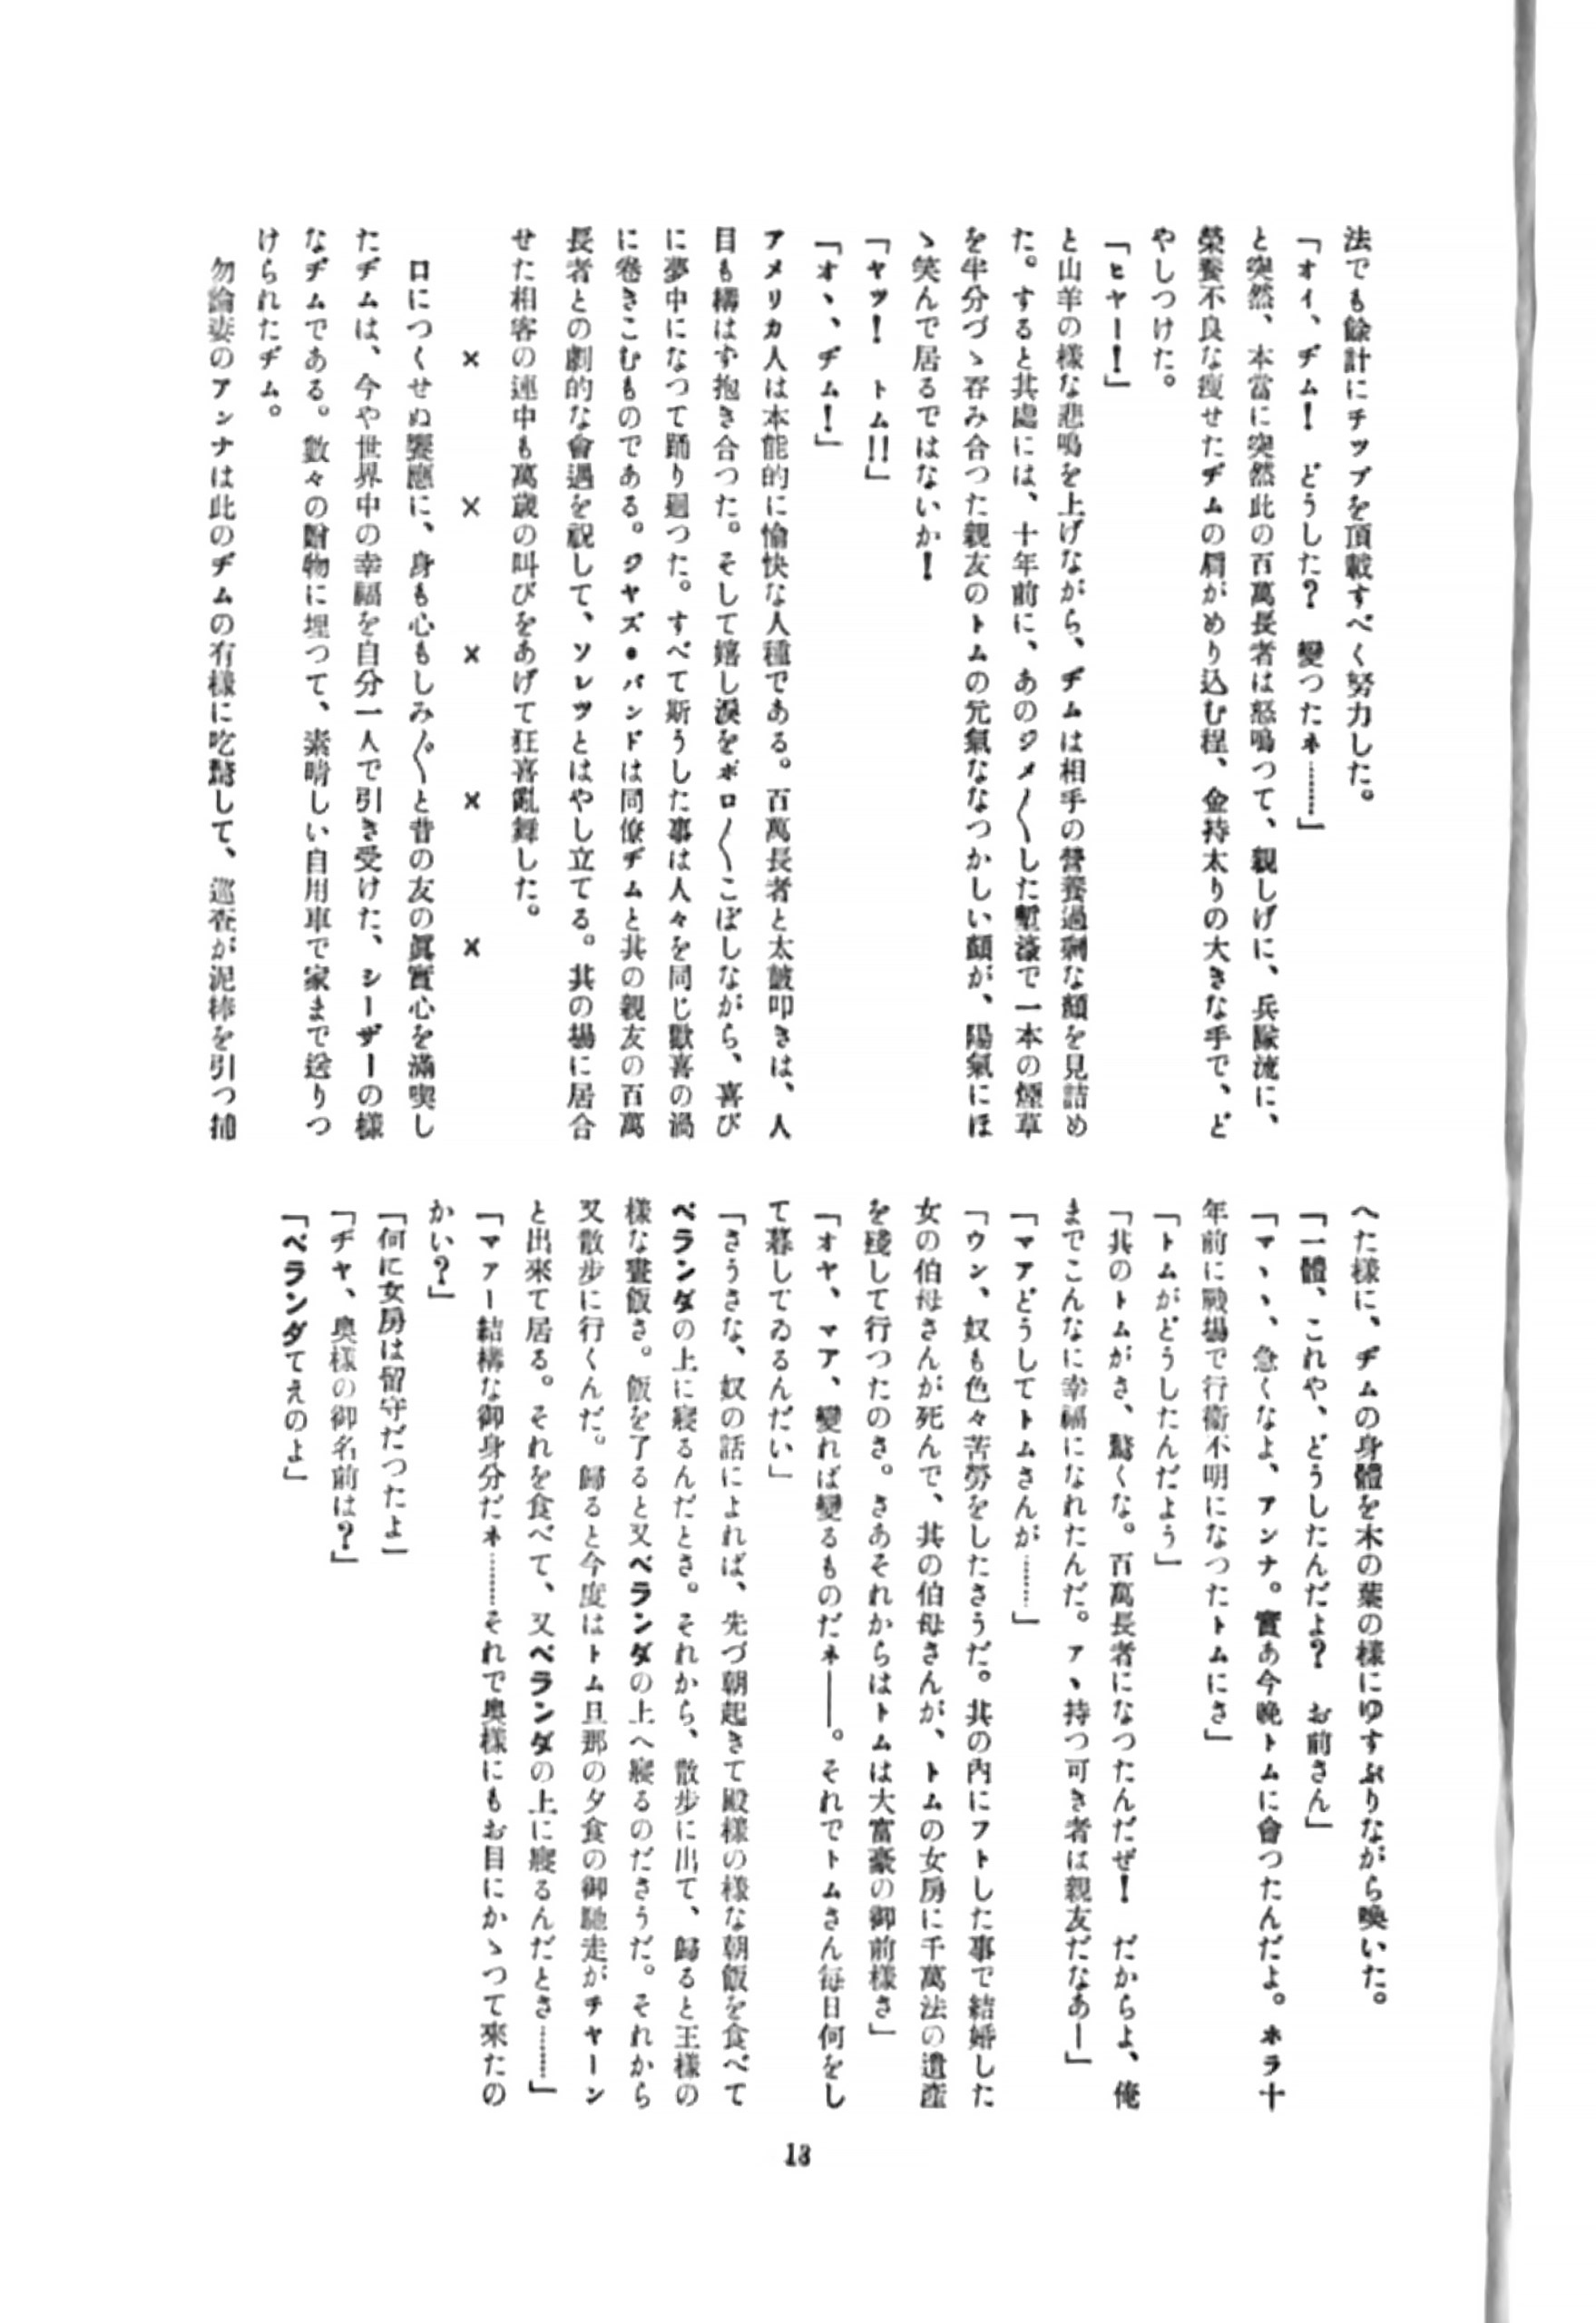 法でも餘計にチップを頂戴すべく努力した。
「オイ、ヂム！　どうした？　變つたネ………」
と突然、本當に突然此の百萬長者は怒鳴つて、親しげに、兵隊流に、
榮養不良な痩せたヂムの肩がめり込む程、金持太りの大きな手で、ど
やしつけた。
「ヒヤー！」
と山羊の樣な悲鳴を上げながら、ヂムは相手の營養過剩な顏を見詰め
た。すると其處には、十年前に、あのジメ〱した塹濠で一本の煙草
を半分づゝ呑み合つた親友のトムの元氣ななつかしい顏が、陽氣にほ
ゝ笑んで居るではないか！
「ヤツ！　トム!!」
「オヽ、ヂム！」
アメリカ人は本能的に愉快な人種である。百萬長者と太皷叩きは、人
目も構はず抱き合つた。そして嬉し涙をポロ〱こぼしながら、喜び
に夢中になつて踊り廻つた。すべて斯うした事は人々を同じ歡喜の渦
に卷きこむものである。ジヤズ・バンドは同僚ヂムと其の親友の百萬
長者との劇的な會遇を祝して、ソレツとはやし立てる。其の場に居合
せた相客の連中も萬歳の叫びをあげて狂喜亂舞した。
×　×　×　×　×
口につくせぬ饗應に、身も心もしみ〲と昔の友の眞實心を滿喫し
たヂムは、今や世界中の幸福を自分一人で引き受けた、シーザーの樣
なヂムである。數々の贈物に埋つて、素晴しい自用車で家まで送りつ
けられたヂム。
勿論妻のアンナは此のヂムの有樣に吃驚して、巡査が泥棒を引つ捕
へた樣に、ヂムの身體を木の葉の樣にゆすぶりながら喚いた。
「一體、これや、どうしたんだよ？　お前さん」
「マヽヽ、急くなよ、アンナ。實あ今晩トムに會つたんだよ。ホラ十
年前に戰場で行衞不明になつたトムにさ」
「トムがどうしたんだよう」
「其のトムがさ、驚くな。百萬長者になつたんだぜ！　だからよ、俺
までこんなに幸福になれたんだ。アヽ持つ可き者は親友だなあー」
「マアどうしてトムさんが………」
「ウン、奴も色々苦勞をしたさうだ。其の內にフトした事で結婚した
女の伯母さんが死んで、其の伯母さんが、トムの女房に千萬法の遺產
を殘して行つたのさ。さあそれからはトムは大富豪の御前樣さ」
「オヤ、マア、變れば變るものだネ――。それでトムさん毎日何をし
て暮してゐるんだい」
「さうさな、奴の話によれば、先づ朝起きて殿樣の樣な朝飯を食べて
ベランダの上に寢るんだとさ。それから、散步に出て、歸ると王樣の
樣な晝飯さ。飯を了ると又ベランダの上へ寢るのださうだ。それから
又散步に行くんだ。歸ると今度はトム旦那の夕食の御馳走がチヤーン
と出來て居る。それを食べて、又ベランダの上に寢るんだとさ………」
「マアー結構な御身分だネ………それで奧樣にもお目にかゝつて來たの
かい？」
「何に女房は留守だつたよ」
「ヂヤ、奧樣の御名前は？」
「ベランダてえのよ」
13